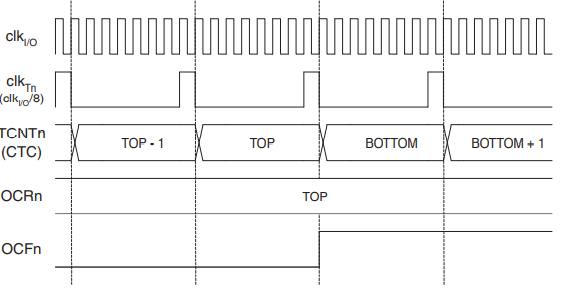 clkI/O
clkTn
(clkI/O/8)
TCNTn
(CTC)
TOP - 1 TOP BOTTOM BOTTOM + 1
OCRn
TOP
OCFn